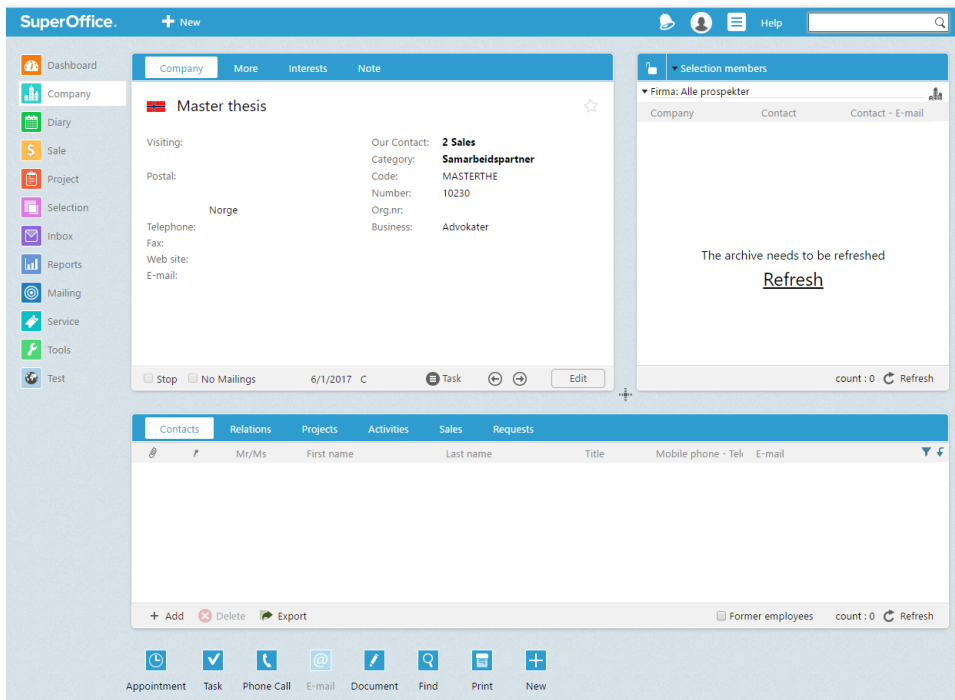 SuperOffice. New Help
Dashboard
Company
Diary
Sale
Project
Selection
Inbox
Reports
Mailing
Service
Tools
Test
Company More Interests Note
Master thesis
Visiting:
Postal:
Norge
Telephone:
Fax:
Web site:
E-mail:
Our Contact: 2 Sales
Category: Samarbeidspartner
Code: MASTERTHE
Number: 10230
Org.nr:
Business: Advokater
Stop No Mailings 6/1/2017 C Task Edit
Selection members
Firma: Alle prospekter
Company Contact Contact - E-mail
The archive needs to be refreshed
Refresh
count : 0 Refresh
Contacts Relations Projects Activities Sales Requests
Mr/Ms First name Last name Title Mobile phone - Tele E-mail
Add Delete Export Former employees count : 0 Refresh
Appointment Task Phone Call E-mail Document Find Print New